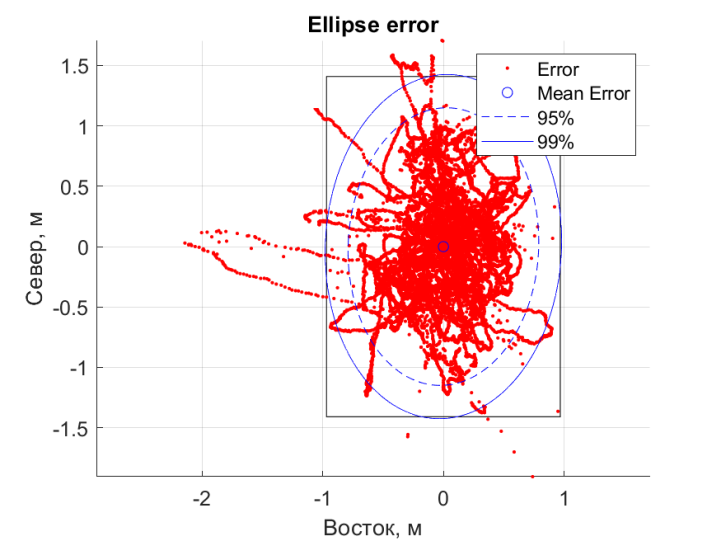 Ellipse error
Error
Mean Error
95%
99%
1.5
1
0.5
0
-0.5
-1
-1.5
Север, м
-2
-1
0
1
Восток, м